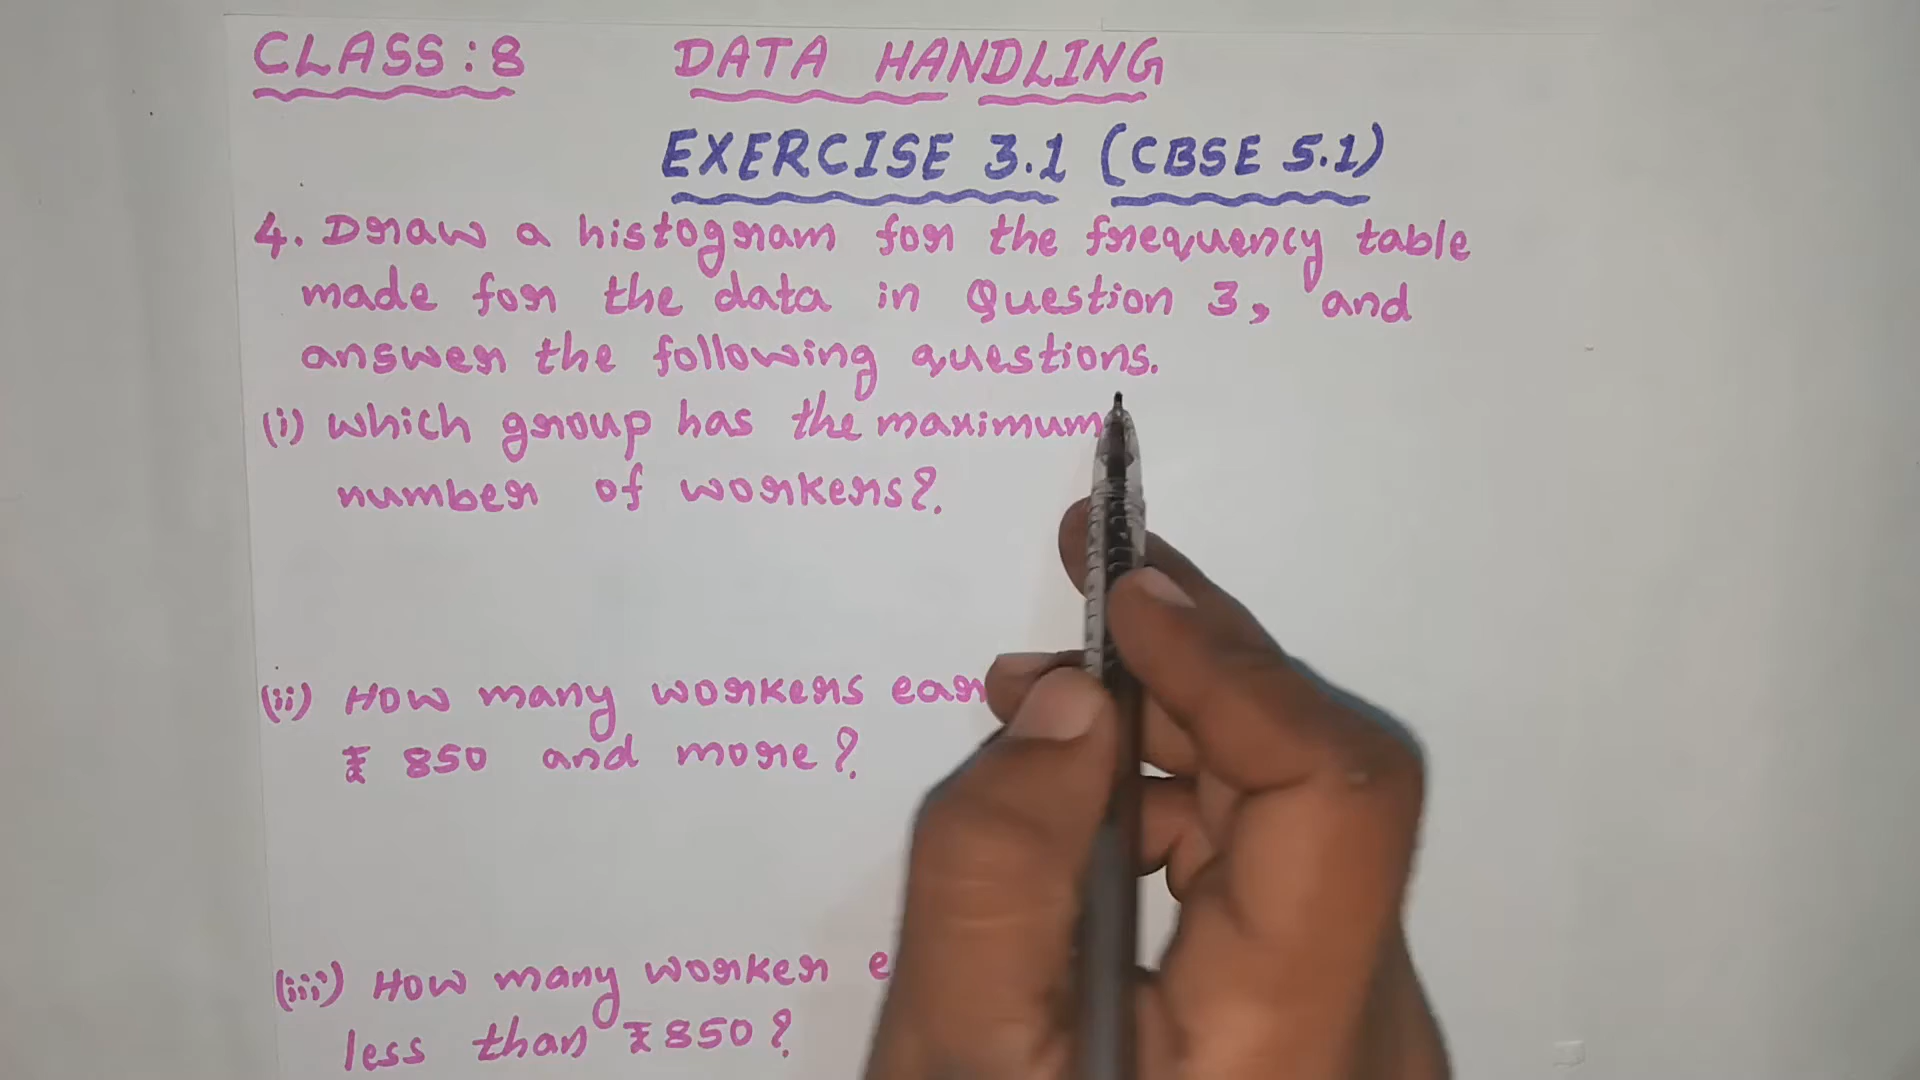 CLASS:8 DATA HANDLING
EXERCISE 3.1 (CBSE 5.1)
4. Draw a histogram for the frequency table
made for the data in Question 3, and
answer the following questions.
(i) Which group has the maximum
number of workers?
(ii) How many workers earn
₹ 850 and more?
(iii) How many worker
less than ₹850?